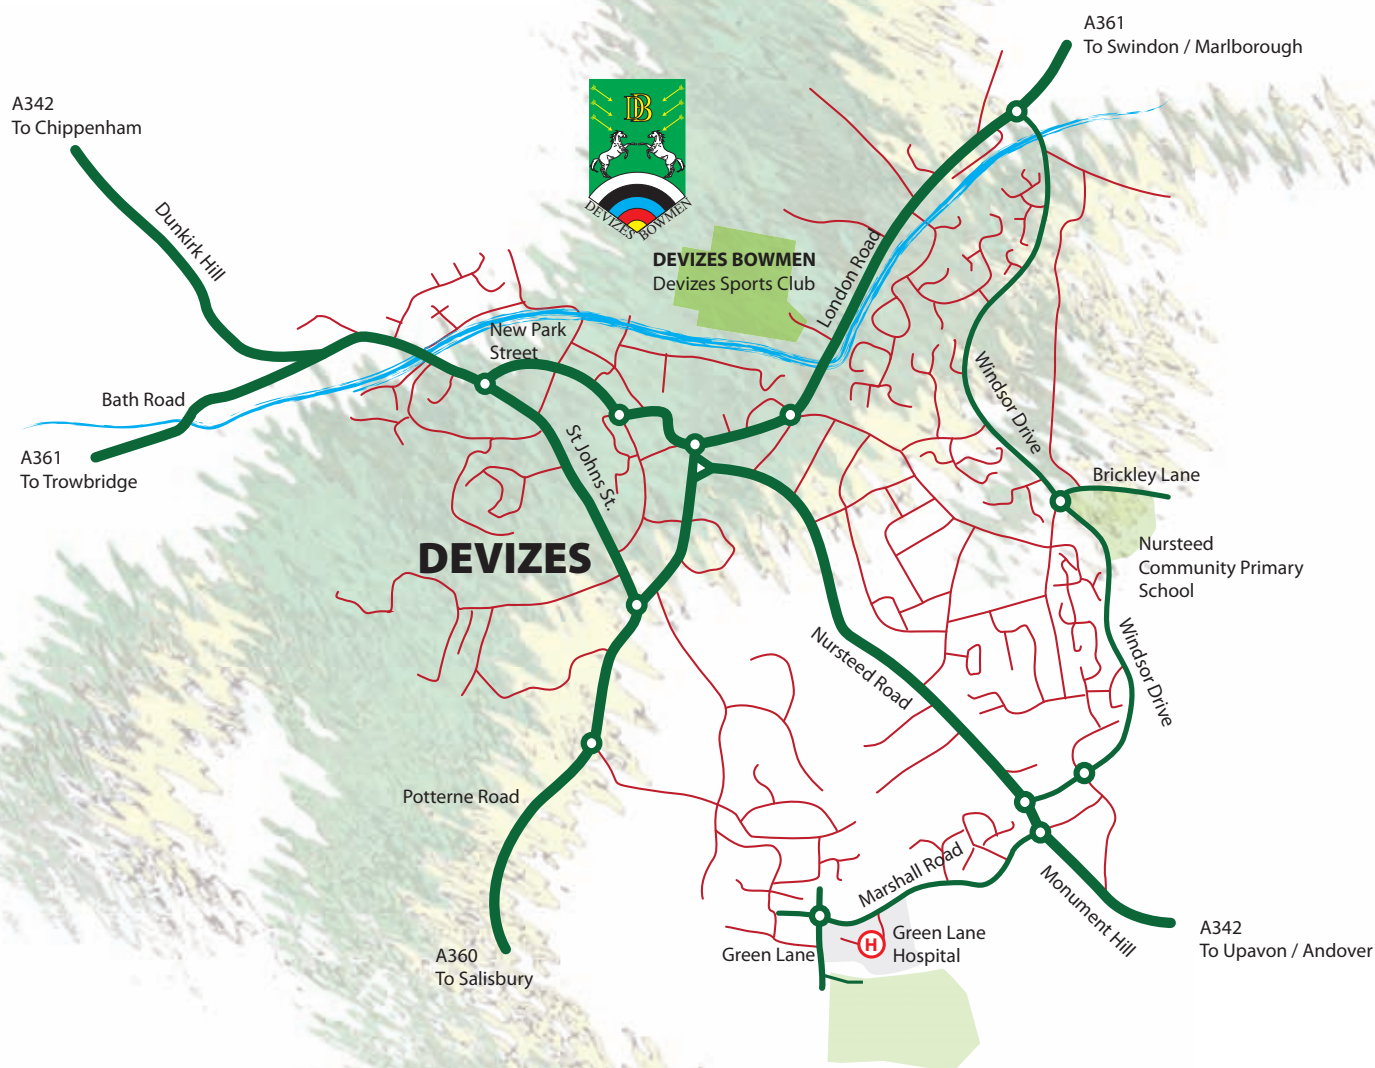 A361
To Swindon / Marlborough
A342
To Chippenham
DB
DEVIZES BOWMEN
Dunkirk Hill
DEVIZES BOWMEN
Devizes Sports Club
London Road
New Park
Street
Bath Road
A361
To Trowbridge
St Johns St.
Windsor Drive
Brickley Lane
DEVIZES
Nursteed
Community Primary
School
Nursteed Road
Windsor Drive
Potterne Road
Marshall Road
Monument Hill
A342
To Upavon / Andover
H
Green Lane
Hospital
Green Lane
A360
To Salisbury